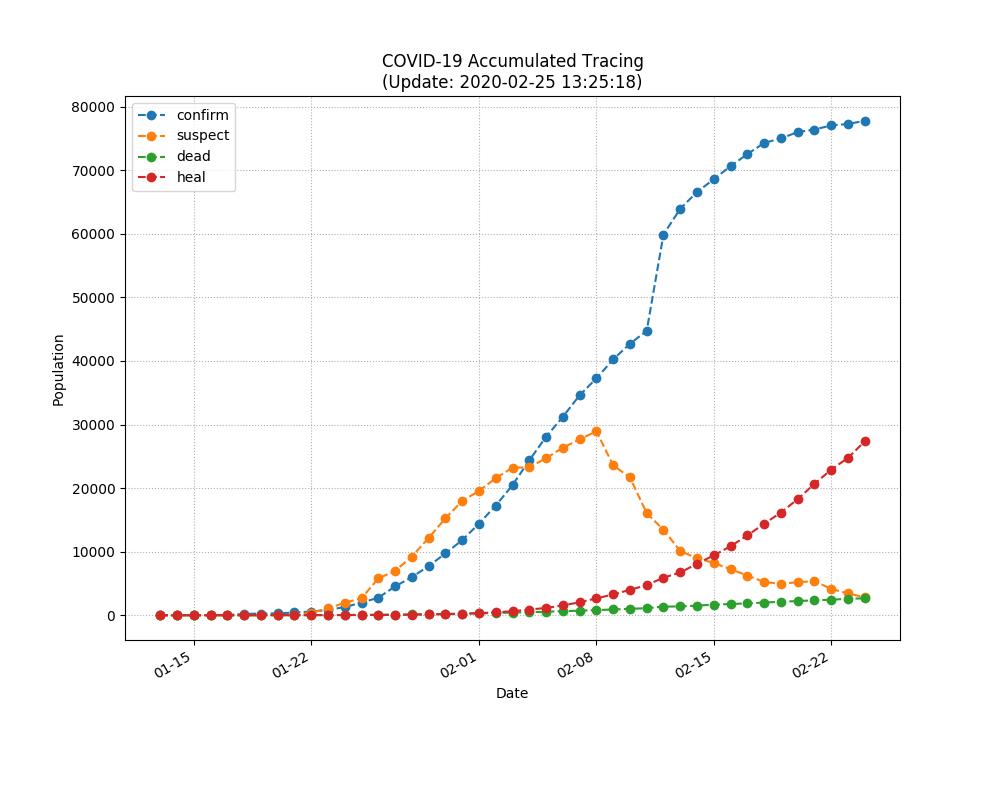 COVID-19 Accumulated Tracing
(Update: 2020-02-25 13:25:18)
confirm
suspect
dead
heal
80000
70000
60000
50000
40000
30000
20000
10000
0
Population
01-15
01-22
02-01
02-08
02-15
02-22
Date